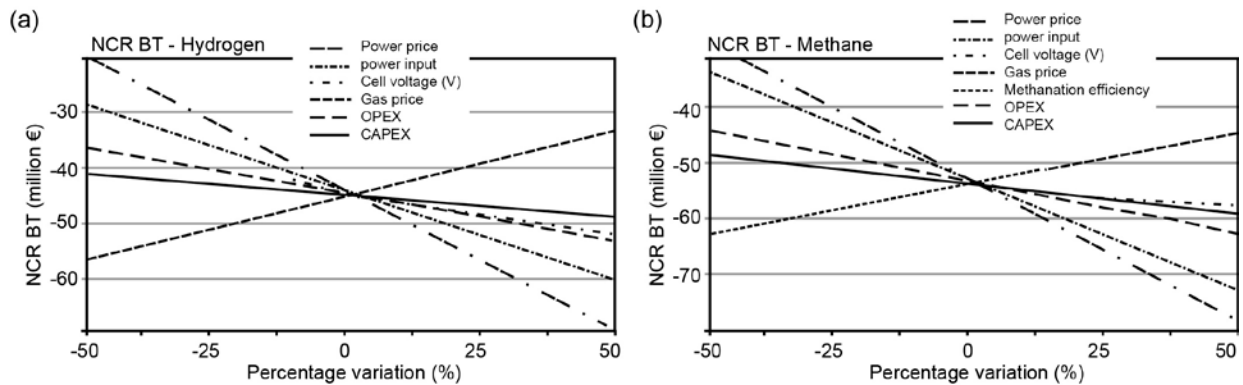 (a)
NCR BT - Hydrogen
Power price
power input
Cell voltage (V)
Gas price
OPEX
CAPEX
NCR BT (million €)
-30
-40
-50
-60
-50
-25
0
25
50
Percentage variation (%)
(b)
NCR BT - Methane
Power price
power input
Cell voltage (V)
Gas price
Methanation efficiency
OPEX
CAPEX
NCR BT (million €)
-40
-50
-60
-70
-50
-25
0
25
50
Percentage variation (%)